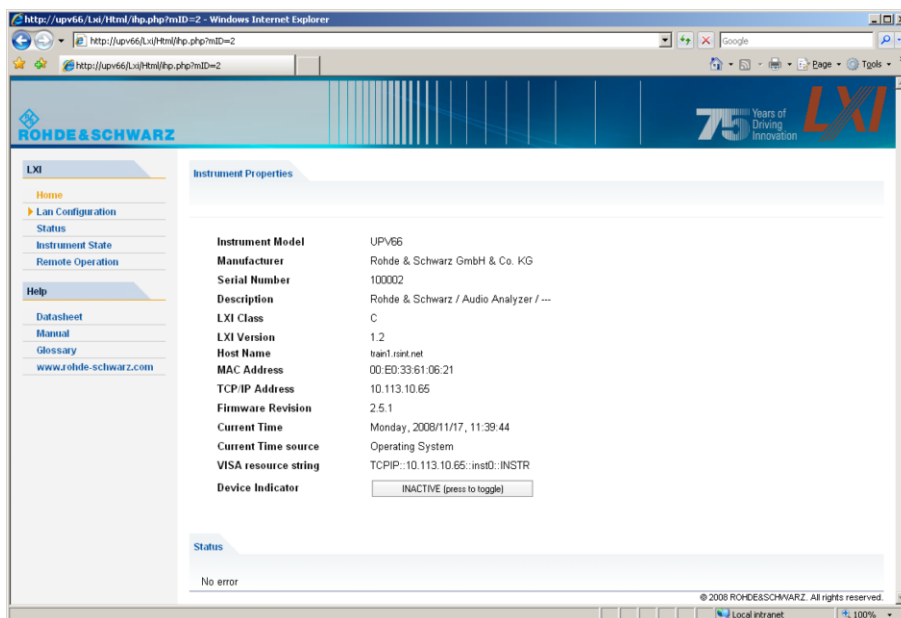 http://upv66/Lxi/Html/ihp.php?mID=2 - Windows Internet Explorer
http://upv66/Lxi/Html/ihp.php?mID=2
Google
http://upv66/Lxi/Html/ihp.php?mID=2
Page
Tools
ROHDE&SCHWARZ
75 Years of
Driving
Innovation
LXI
LXI
Home
Lan Configuration
Status
Instrument State
Remote Operation
Help
Datasheet
Manual
Glossary
www.rohde-schwarz.com
Instrument Properties
Instrument Model UPV66
Manufacturer Rohde & Schwarz GmbH & Co. KG
Serial Number 100002
Description Rohde & Schwarz / Audio Analyzer / ---
LXI Class C
LXI Version 1.2
Host Name train1.rsint.net
MAC Address 00:E0:33:61:06:21
TCP/IP Address 10.113.10.65
Firmware Revision 2.5.1
Current Time Monday, 2008/11/17, 11:39:44
Current Time source Operating System
VISA resource string TCPIP::10.113.10.65::inst0::INSTR
Device Indicator INACTIVE (press to toggle)
Status
No error
© 2008 ROHDE&SCHWARZ. All rights reserved.
Local intranet
100%